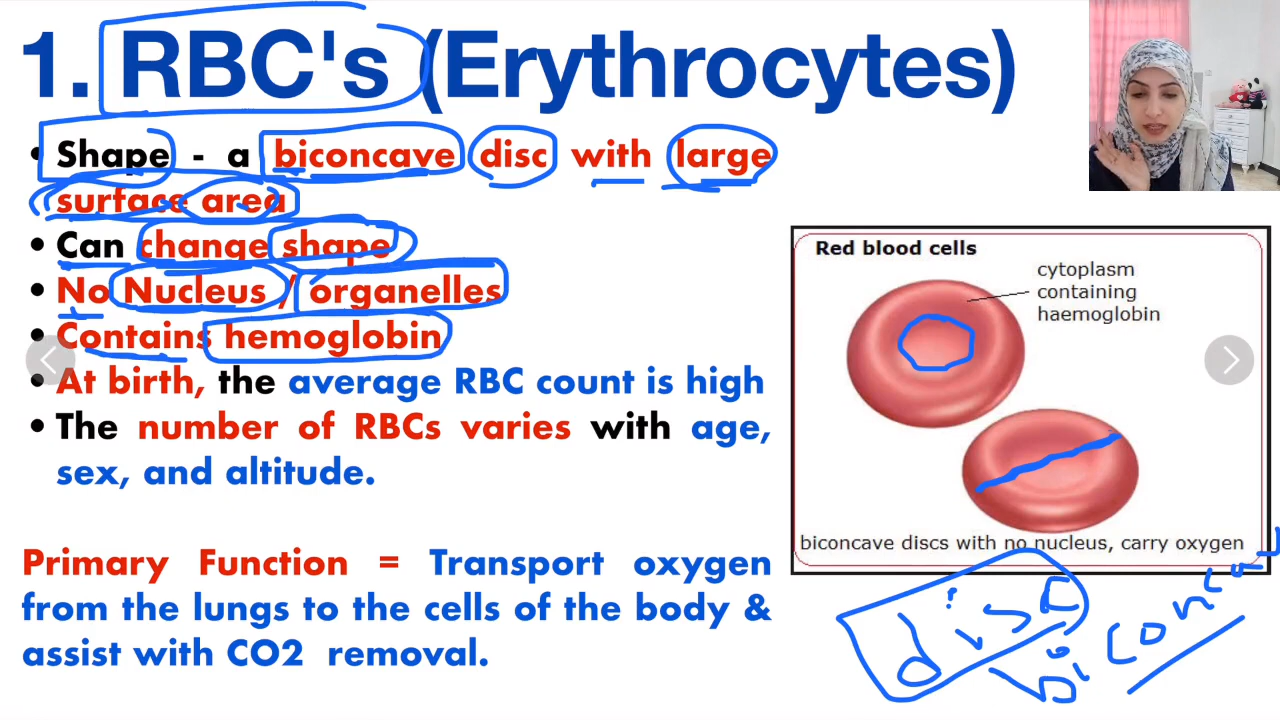 1. RBC's (Erythrocytes)
• Shape - a biconcave disc with large
surface area
• Can change shape
• No Nucleus / organelles
• Contains hemoglobin
• At birth, the average RBC count is high
• The number of RBCs varies with age,
sex, and altitude.
Primary Function = Transport oxygen
from the lungs to the cells of the body &
assist with CO2 removal.
Red blood cells
cytoplasm
containing
haemoglobin
biconcave discs with no nucleus, carry oxygen
disc
bi